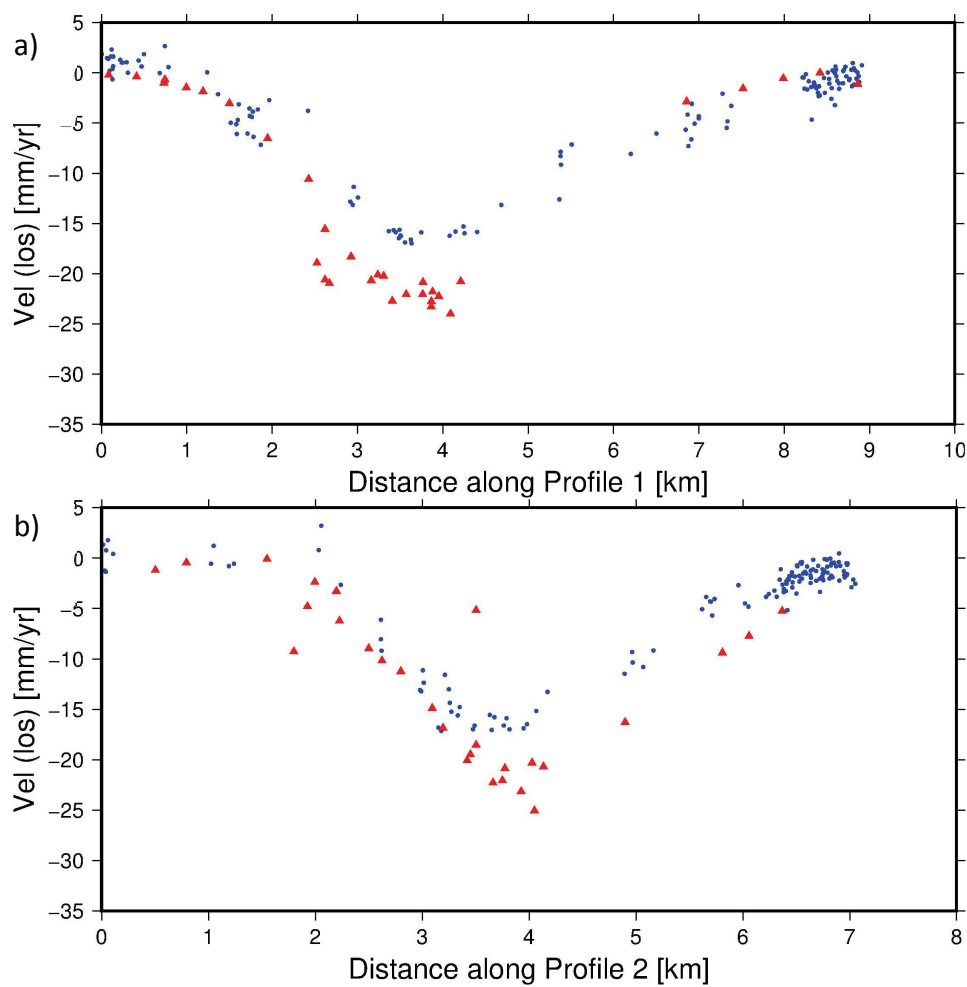 a)
5
0
−5
−10
−15
−20
−25
−30
−35
Vel (los) [mm/yr]
0 1 2 3 4 5 6 7 8 9 10
Distance along Profile 1 [km]
b)
5
0
−5
−10
−15
−20
−25
−30
−35
Vel (los) [mm/yr]
0 1 2 3 4 5 6 7 8
Distance along Profile 2 [km]